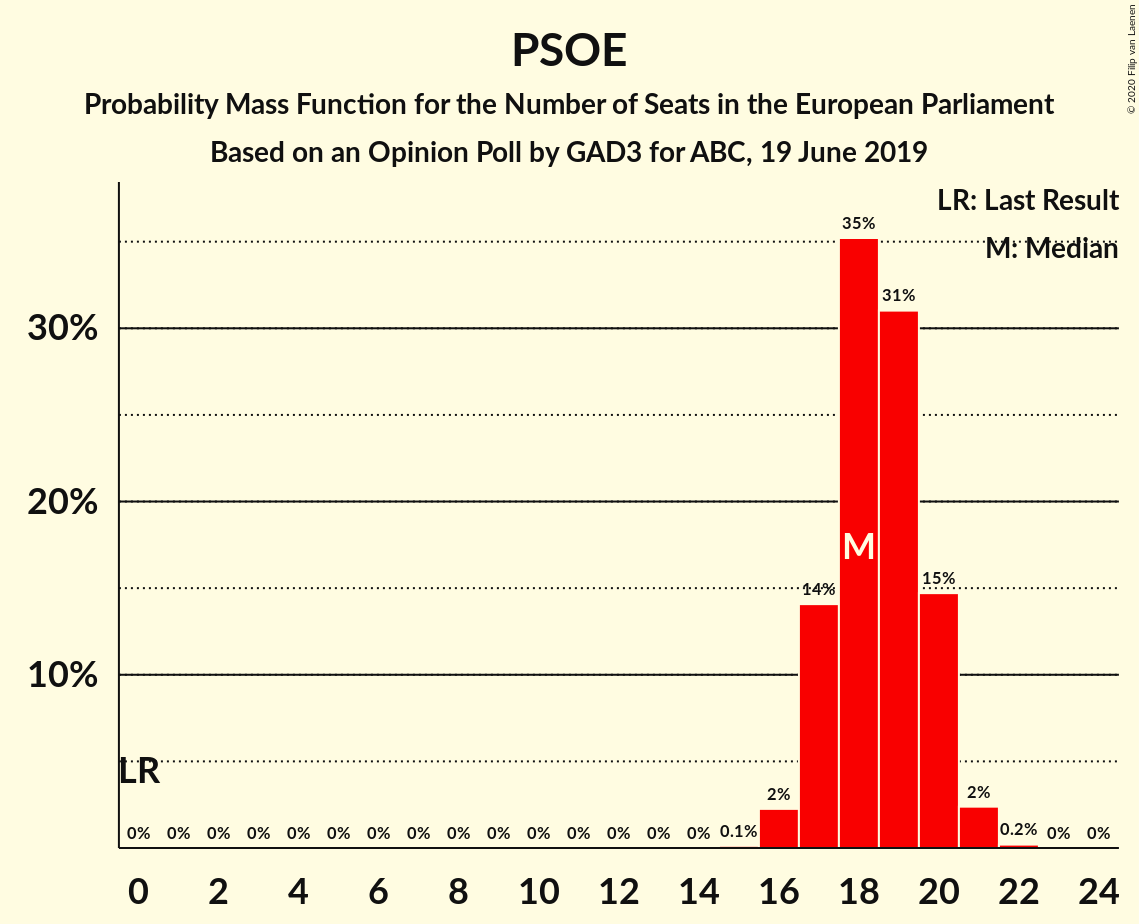 PSOE
Probability Mass Function for the Number of Seats in the European Parliament
Based on an Opinion Poll by GAD3 for ABC, 19 June 2019
© 2020 Filip van Laenen
LR: Last Result
M: Median
35%
31%
30%
20%
M
15%
14%
10%
LR
2%
2%
0% 0% 0% 0% 0% 0% 0% 0% 0% 0% 0% 0% 0% 0% 0% 0.1% 0.2% 0% 0%
0 2 4 6 8 10 12 14 16 18 20 22 24